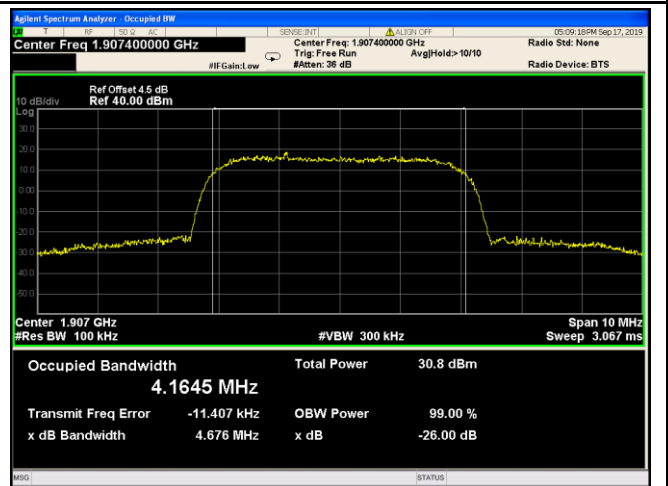 Agilent Spectrum Analyzer - Occupied BW
T RF 50 Ω AC SENSE:INT ALIGN OFF 05:09:18PM Sep 17, 2019
Center Freq 1.907400000 GHz Center Freq: 1.907400000 GHz Radio Std: None
Trig: Free Run Avg|Hold:> 10/10
#IFGain:Low #Atten: 36 dB Radio Device: BTS
Ref Offset 4.5 dB
10 dB/div Ref 40.00 dBm
Log
30.0
20.0
10.0
0.00
-10.0
-20.0
-30.0
-40.0
-50.0
Center 1.907 GHz Span 10 MHz
#Res BW 100 kHz #VBW 300 kHz Sweep 3.067 ms
Occupied Bandwidth Total Power 30.8 dBm
4.1645 MHz
Transmit Freq Error -11.407 kHz OBW Power 99.00 %
x dB Bandwidth 4.676 MHz x dB -26.00 dB
MSG STATUS